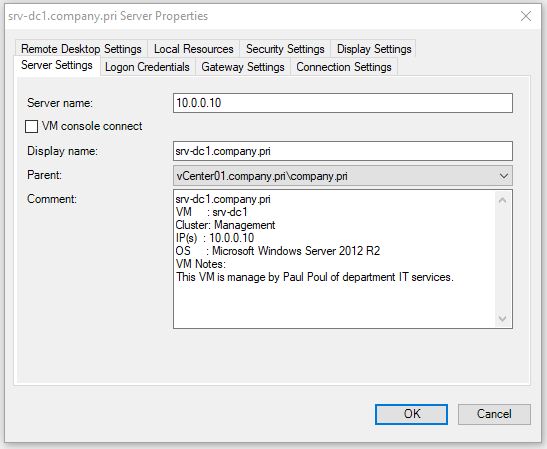 srv-dc1.company.pri Server Properties
Remote Desktop Settings Local Resources Security Settings Display Settings
Server Settings Logon Credentials Gateway Settings Connection Settings
Server name: 10.0.0.10
VM console connect
Display name: srv-dc1.company.pri
Parent: vCenter01.company.pri\company.pri
Comment: srv-dc1.company.pri
VM : srv-dc1
Cluster: Management
IP(s) : 10.0.0.10
OS : Microsoft Windows Server 2012 R2
VM Notes:
This VM is manage by Paul Poul of department IT services.
OK Cancel